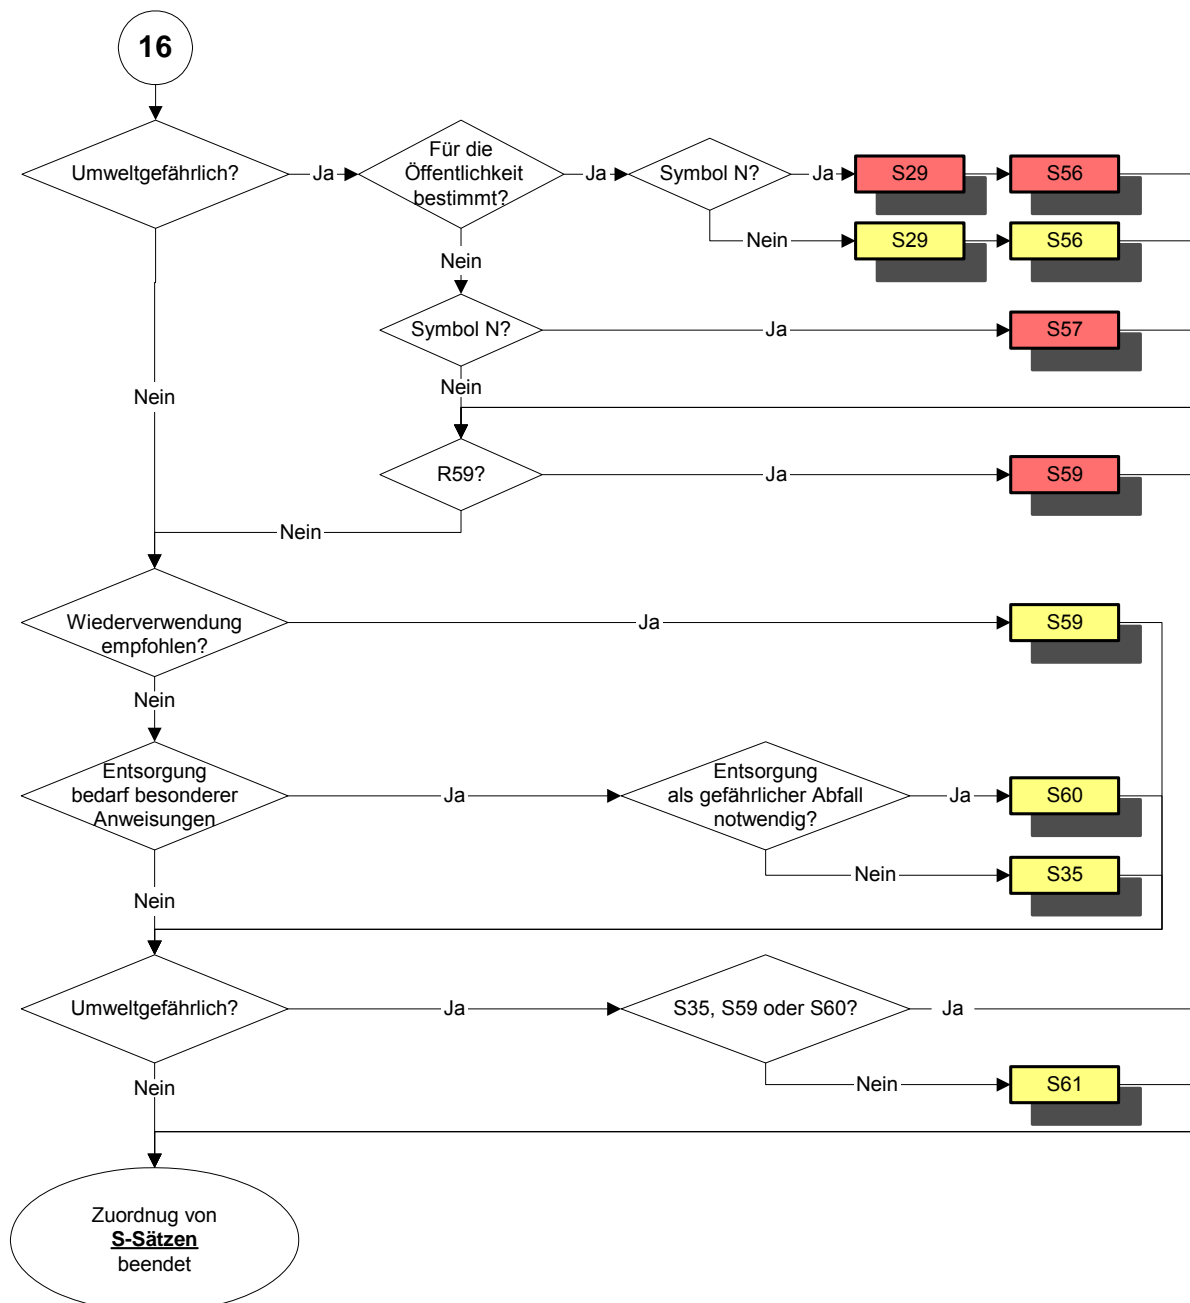 16
Umweltgefährlich?
Ja
Für die
Öffentlichkeit
bestimmt?
Ja
Symbol N?
Ja
S29
S56
Nein
S29
S56
Nein
Symbol N?
Ja
S57
Nein
Nein
R59?
Ja
S59
Nein
Wiederverwendung
empfohlen?
Ja
S59
Nein
Entsorgung
bedarf besonderer
Anweisungen
Ja
Entsorgung
als gefährlicher Abfall
notwendig?
Ja
S60
Nein
S35
Nein
Umweltgefährlich?
Ja
S35, S59 oder S60?
Ja
Nein
S61
Nein
Zuordnug von
S-Sätzen
beendet